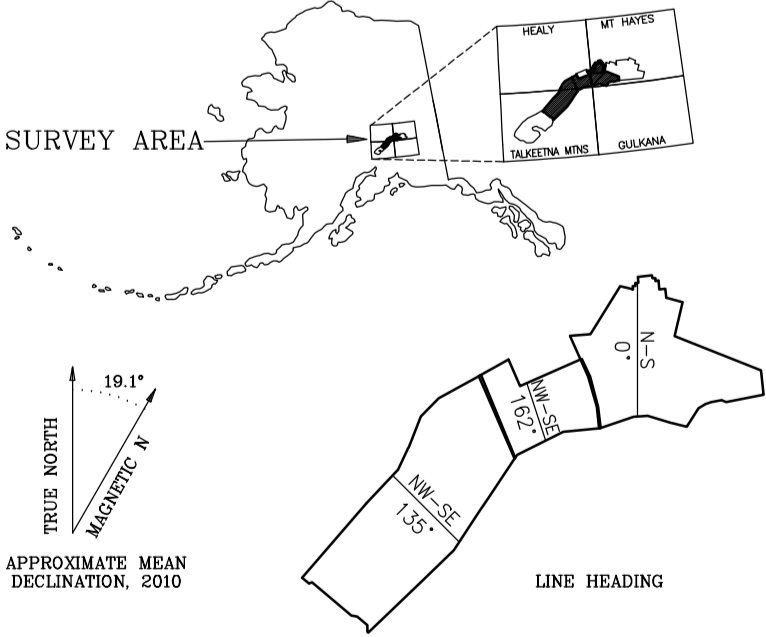 HEALY
MT HAYES
SURVEY AREA
TALKEETNA MTNS
GULKANA
N-S
0°
NW-SE
162°
NW-SE
135°
19.1°
TRUE NORTH
MAGNETIC N
APPROXIMATE MEAN
DECLINATION, 2010
LINE HEADING